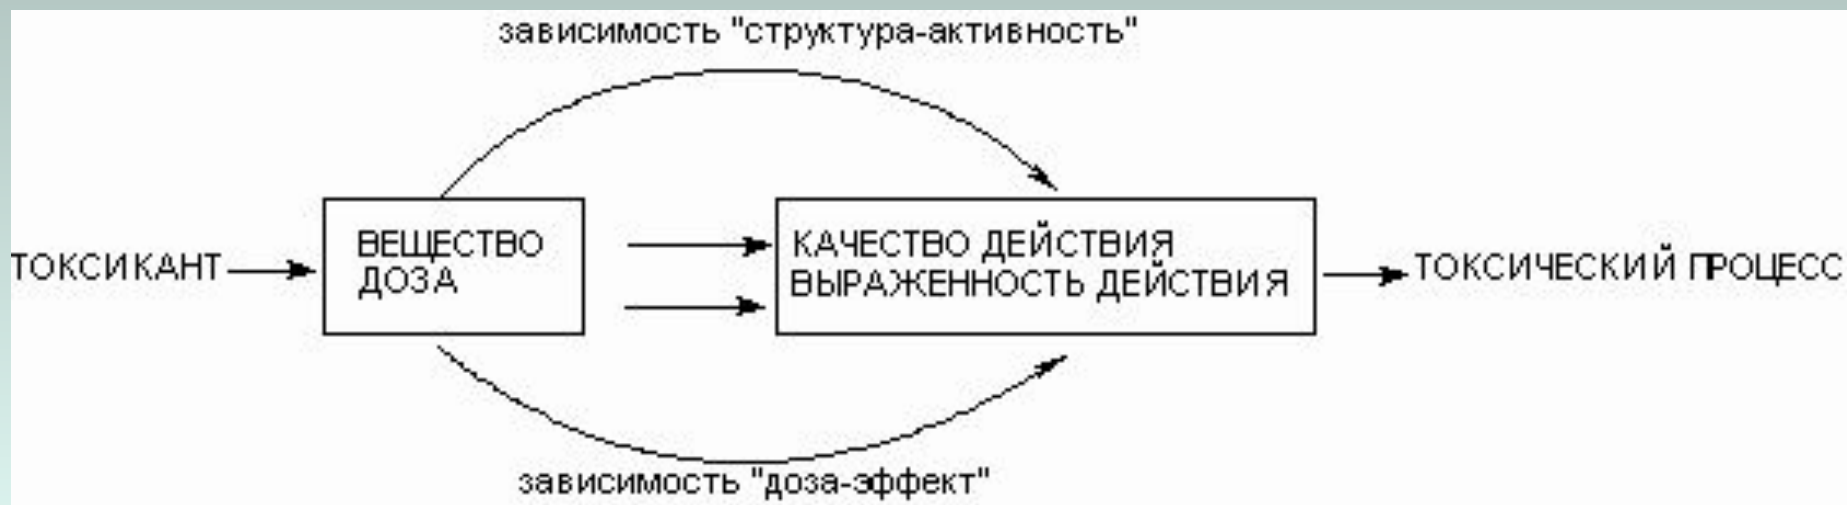 зависимость "структура-активность"
ТОКСИКАНТ
ВЕЩЕСТВО
ДОЗА
КАЧЕСТВО ДЕЙСТВИЯ
ВЫРАЖЕННОСТЬ ДЕЙСТВИЯ
ТОКСИЧЕСКИЙ ПРОЦЕСС
зависимость "доза-эффект"